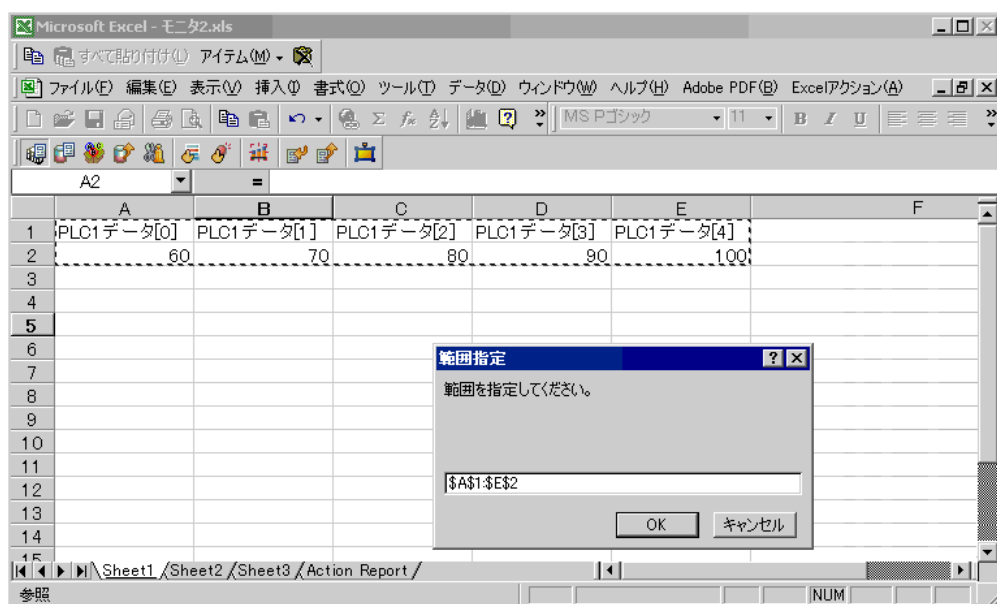 Microsoft Excel - モニタ2.xls
すべて貼り付け(L) アイテム(M)
ファイル(F) 編集(E) 表示(V) 挿入(I) 書式(O) ツール(T) データ(D) ウィンドウ(W) ヘルプ(H) Adobe PDF(B) Excelアクション(A)
MS Pゴシック 11 B I U
A2 =
A B C D E F
1 PLC1データ[0] PLC1データ[1] PLC1データ[2] PLC1データ[3] PLC1データ[4]
2 60 70 80 90 100
3
4
5
6
7
8
9
10
11
12
13
14
15
範囲指定
範囲を指定してください。
$A$1:$E$2
OK キャンセル
Sheet1 Sheet2 Sheet3 Action Report
参照 NUM